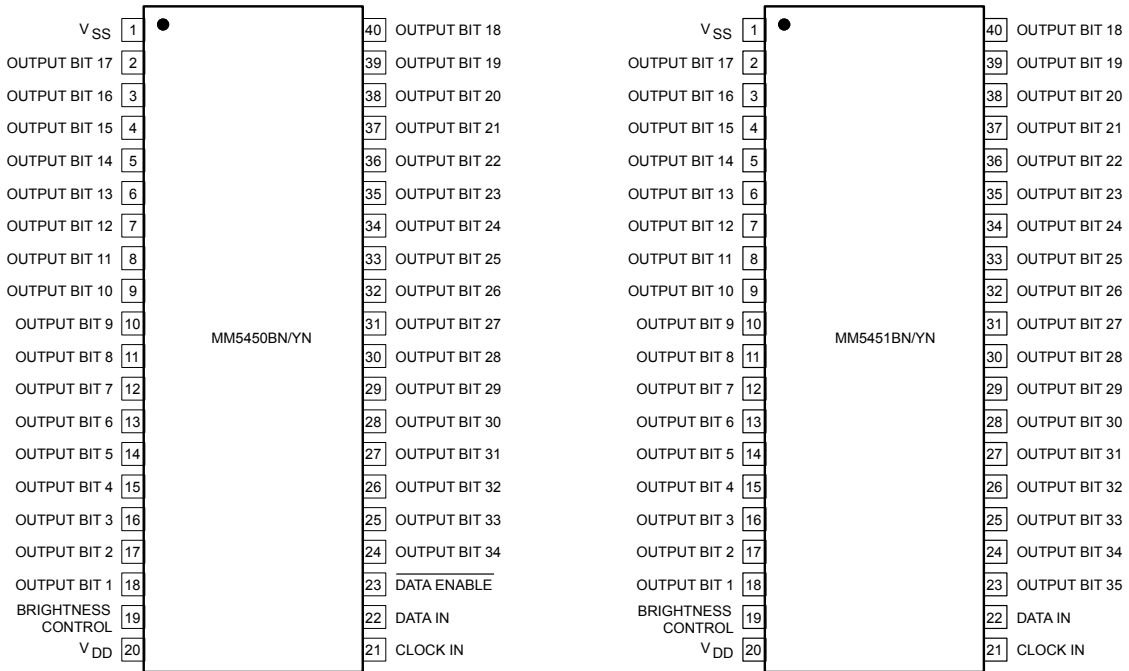 V SS 1
OUTPUT BIT 17 2
OUTPUT BIT 16 3
OUTPUT BIT 15 4
OUTPUT BIT 14 5
OUTPUT BIT 13 6
OUTPUT BIT 12 7
OUTPUT BIT 11 8
OUTPUT BIT 10 9
OUTPUT BIT 9 10
OUTPUT BIT 8 11
OUTPUT BIT 7 12
OUTPUT BIT 6 13
OUTPUT BIT 5 14
OUTPUT BIT 4 15
OUTPUT BIT 3 16
OUTPUT BIT 2 17
OUTPUT BIT 1 18
BRIGHTNESS
CONTROL 19
V DD 20
MM5450BN/YN
40 OUTPUT BIT 18
39 OUTPUT BIT 19
38 OUTPUT BIT 20
37 OUTPUT BIT 21
36 OUTPUT BIT 22
35 OUTPUT BIT 23
34 OUTPUT BIT 24
33 OUTPUT BIT 25
32 OUTPUT BIT 26
31 OUTPUT BIT 27
30 OUTPUT BIT 28
29 OUTPUT BIT 29
28 OUTPUT BIT 30
27 OUTPUT BIT 31
26 OUTPUT BIT 32
25 OUTPUT BIT 33
24 OUTPUT BIT 34
23 DATA ENABLE
22 DATA IN
21 CLOCK IN
V SS 1
OUTPUT BIT 17 2
OUTPUT BIT 16 3
OUTPUT BIT 15 4
OUTPUT BIT 14 5
OUTPUT BIT 13 6
OUTPUT BIT 12 7
OUTPUT BIT 11 8
OUTPUT BIT 10 9
OUTPUT BIT 9 10
OUTPUT BIT 8 11
OUTPUT BIT 7 12
OUTPUT BIT 6 13
OUTPUT BIT 5 14
OUTPUT BIT 4 15
OUTPUT BIT 3 16
OUTPUT BIT 2 17
OUTPUT BIT 1 18
BRIGHTNESS
CONTROL 19
V DD 20
MM5451BN/YN
40 OUTPUT BIT 18
39 OUTPUT BIT 19
38 OUTPUT BIT 20
37 OUTPUT BIT 21
36 OUTPUT BIT 22
35 OUTPUT BIT 23
34 OUTPUT BIT 24
33 OUTPUT BIT 25
32 OUTPUT BIT 26
31 OUTPUT BIT 27
30 OUTPUT BIT 28
29 OUTPUT BIT 29
28 OUTPUT BIT 30
27 OUTPUT BIT 31
26 OUTPUT BIT 32
25 OUTPUT BIT 33
24 OUTPUT BIT 34
23 OUTPUT BIT 35
22 DATA IN
21 CLOCK IN